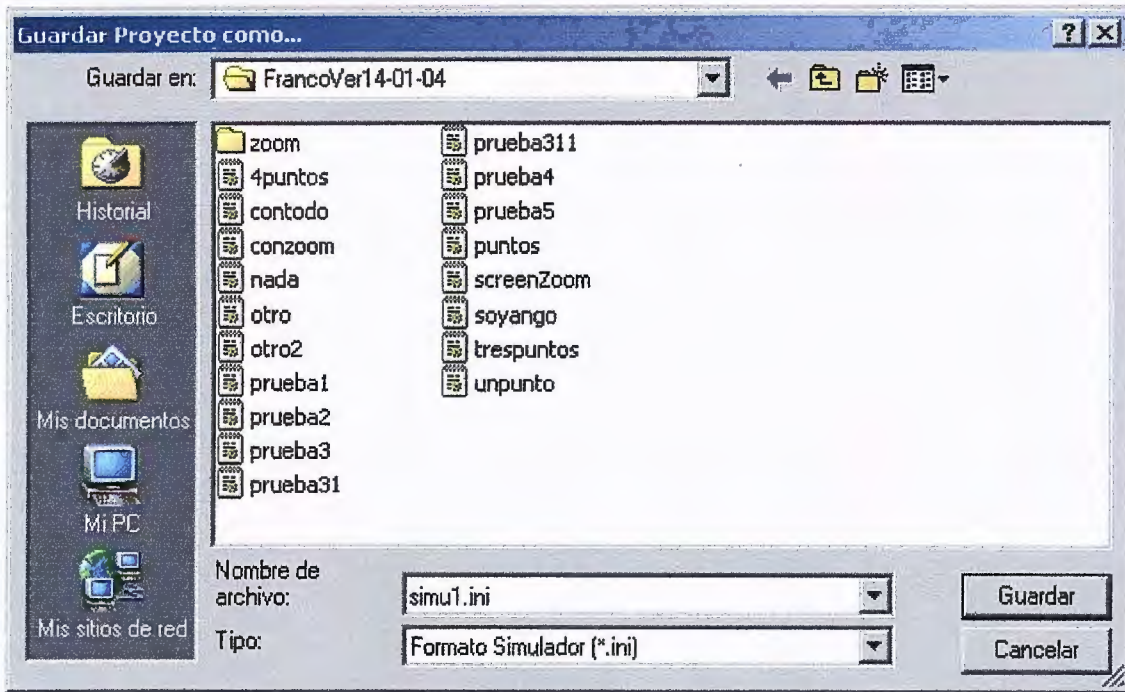 Guardar Proyecto como...
Guardar en: FrancoVer14-01-04
Historial
Escritorio
Mis documentos
Mi PC
Mis sitios de red
zoom
4puntos
contodo
conzoom
nada
otro
otro2
prueba1
prueba2
prueba3
prueba31
prueba311
prueba4
prueba5
puntos
screenZoom
soyango
trespuntos
unpunto
Nombre de
archivo: simu1.ini
Guardar
Tipo: Formato Simulador (*.ini)
Cancelar